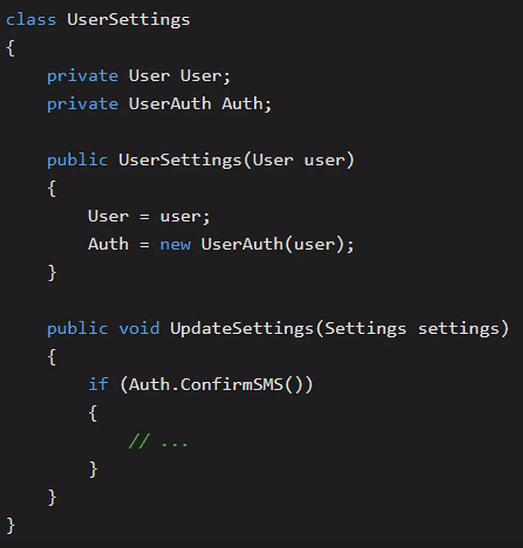 class UserSettings
{
    private User User;
    private UserAuth Auth;

    public UserSettings(User user)
    {
        User = user;
        Auth = new UserAuth(user);
    }

    public void UpdateSettings(Settings settings)
    {
        if (Auth.ConfirmSMS())
        {
            // ...
        }
    }
}